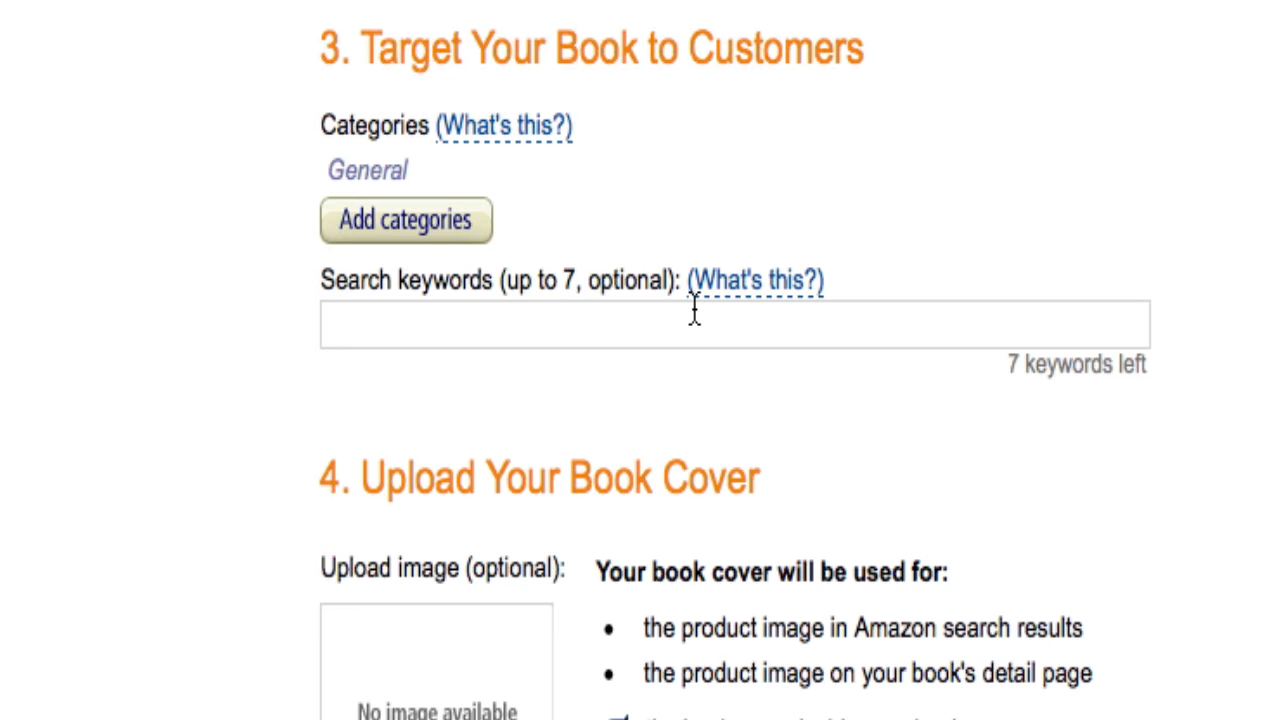 3. Target Your Book to Customers
Categories (What's this?)
General
Add categories
Search keywords (up to 7, optional): (What's this?)
7 keywords left
4. Upload Your Book Cover
Upload image (optional):
Your book cover will be used for:
• the product image in Amazon search results
• the product image on your book's detail page
No image available